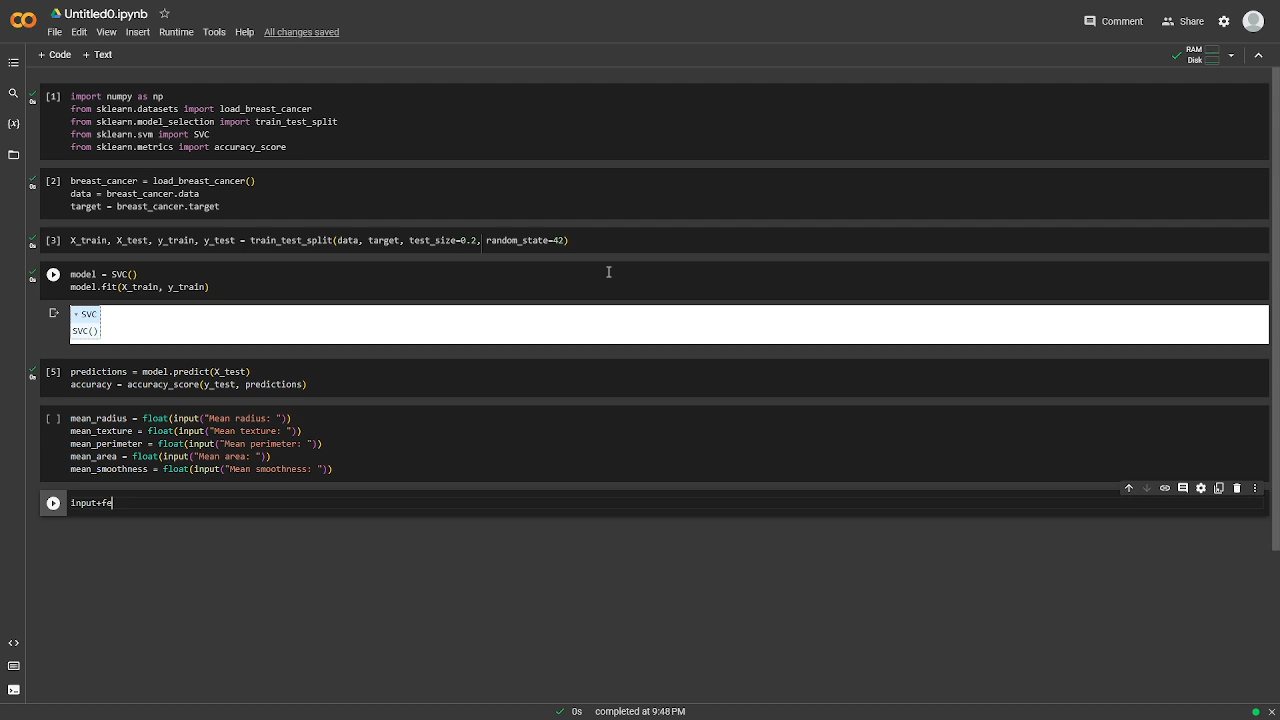 Untitled0.ipynb
File Edit View Insert Runtime Tools Help All changes saved
Comment Share
+ Code + Text
RAM
Disk
[1] import numpy as np
from sklearn.datasets import load_breast_cancer
from sklearn.model_selection import train_test_split
from sklearn.svm import SVC
from sklearn.metrics import accuracy_score
0s
[2] breast_cancer = load_breast_cancer()
data = breast_cancer.data
target = breast_cancer.target
0s
[3] X_train, X_test, y_train, y_test = train_test_split(data, target, test_size=0.2, random_state=42)
0s
model = SVC()
model.fit(X_train, y_train)
0s
SVC
SVC()
[5] predictions = model.predict(X_test)
accuracy = accuracy_score(y_test, predictions)
0s
[ ] mean_radius = float(input("Mean radius: "))
mean_texture = float(input("Mean texture: "))
mean_perimeter = float(input("Mean perimeter: "))
mean_area = float(input("Mean area: "))
mean_smoothness = float(input("Mean smoothness: "))
input+fe
0s completed at 9:48 PM